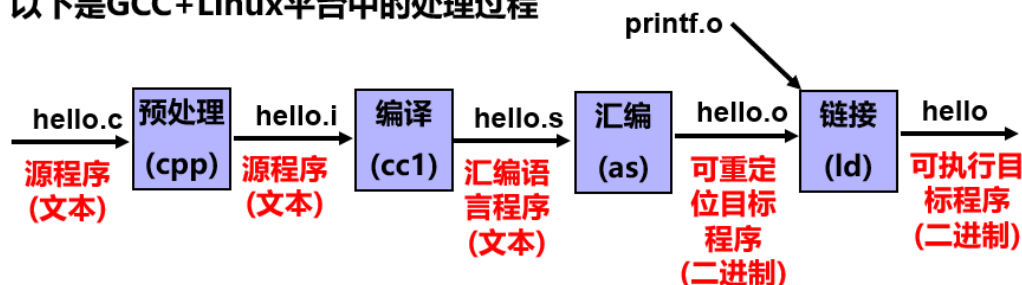 以下是GCC+Linux平台中的处理过程
printf.o
hello.c
预处理
(cpp)
hello.i
编译
(cc1)
hello.s
汇编
(as)
hello.o
链接
(ld)
hello
源程序
(文本)
源程序
(文本)
汇编语
言程序
(文本)
可重定
位目标
程序
(二进制)
可执行目
标程序
(二进制)